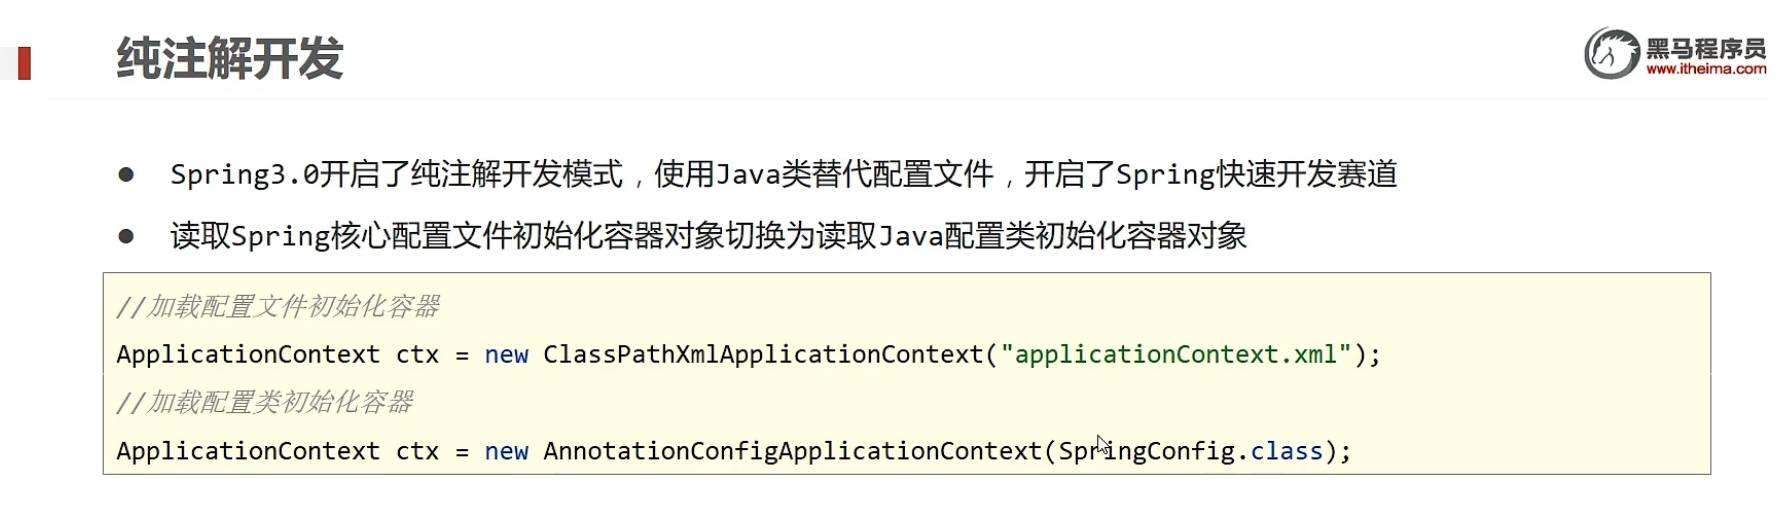 纯注解开发
黑马程序员
www.itheima.com
● Spring3.0开启了纯注解开发模式，使用Java类替代配置文件，开启了Spring快速开发赛道
● 读取Spring核心配置文件初始化容器对象切换为读取Java配置类初始化容器对象
//加载配置文件初始化容器
ApplicationContext ctx = new ClassPathXmlApplicationContext("applicationContext.xml");
//加载配置类初始化容器
ApplicationContext ctx = new AnnotationConfigApplicationContext(SpringConfig.class);